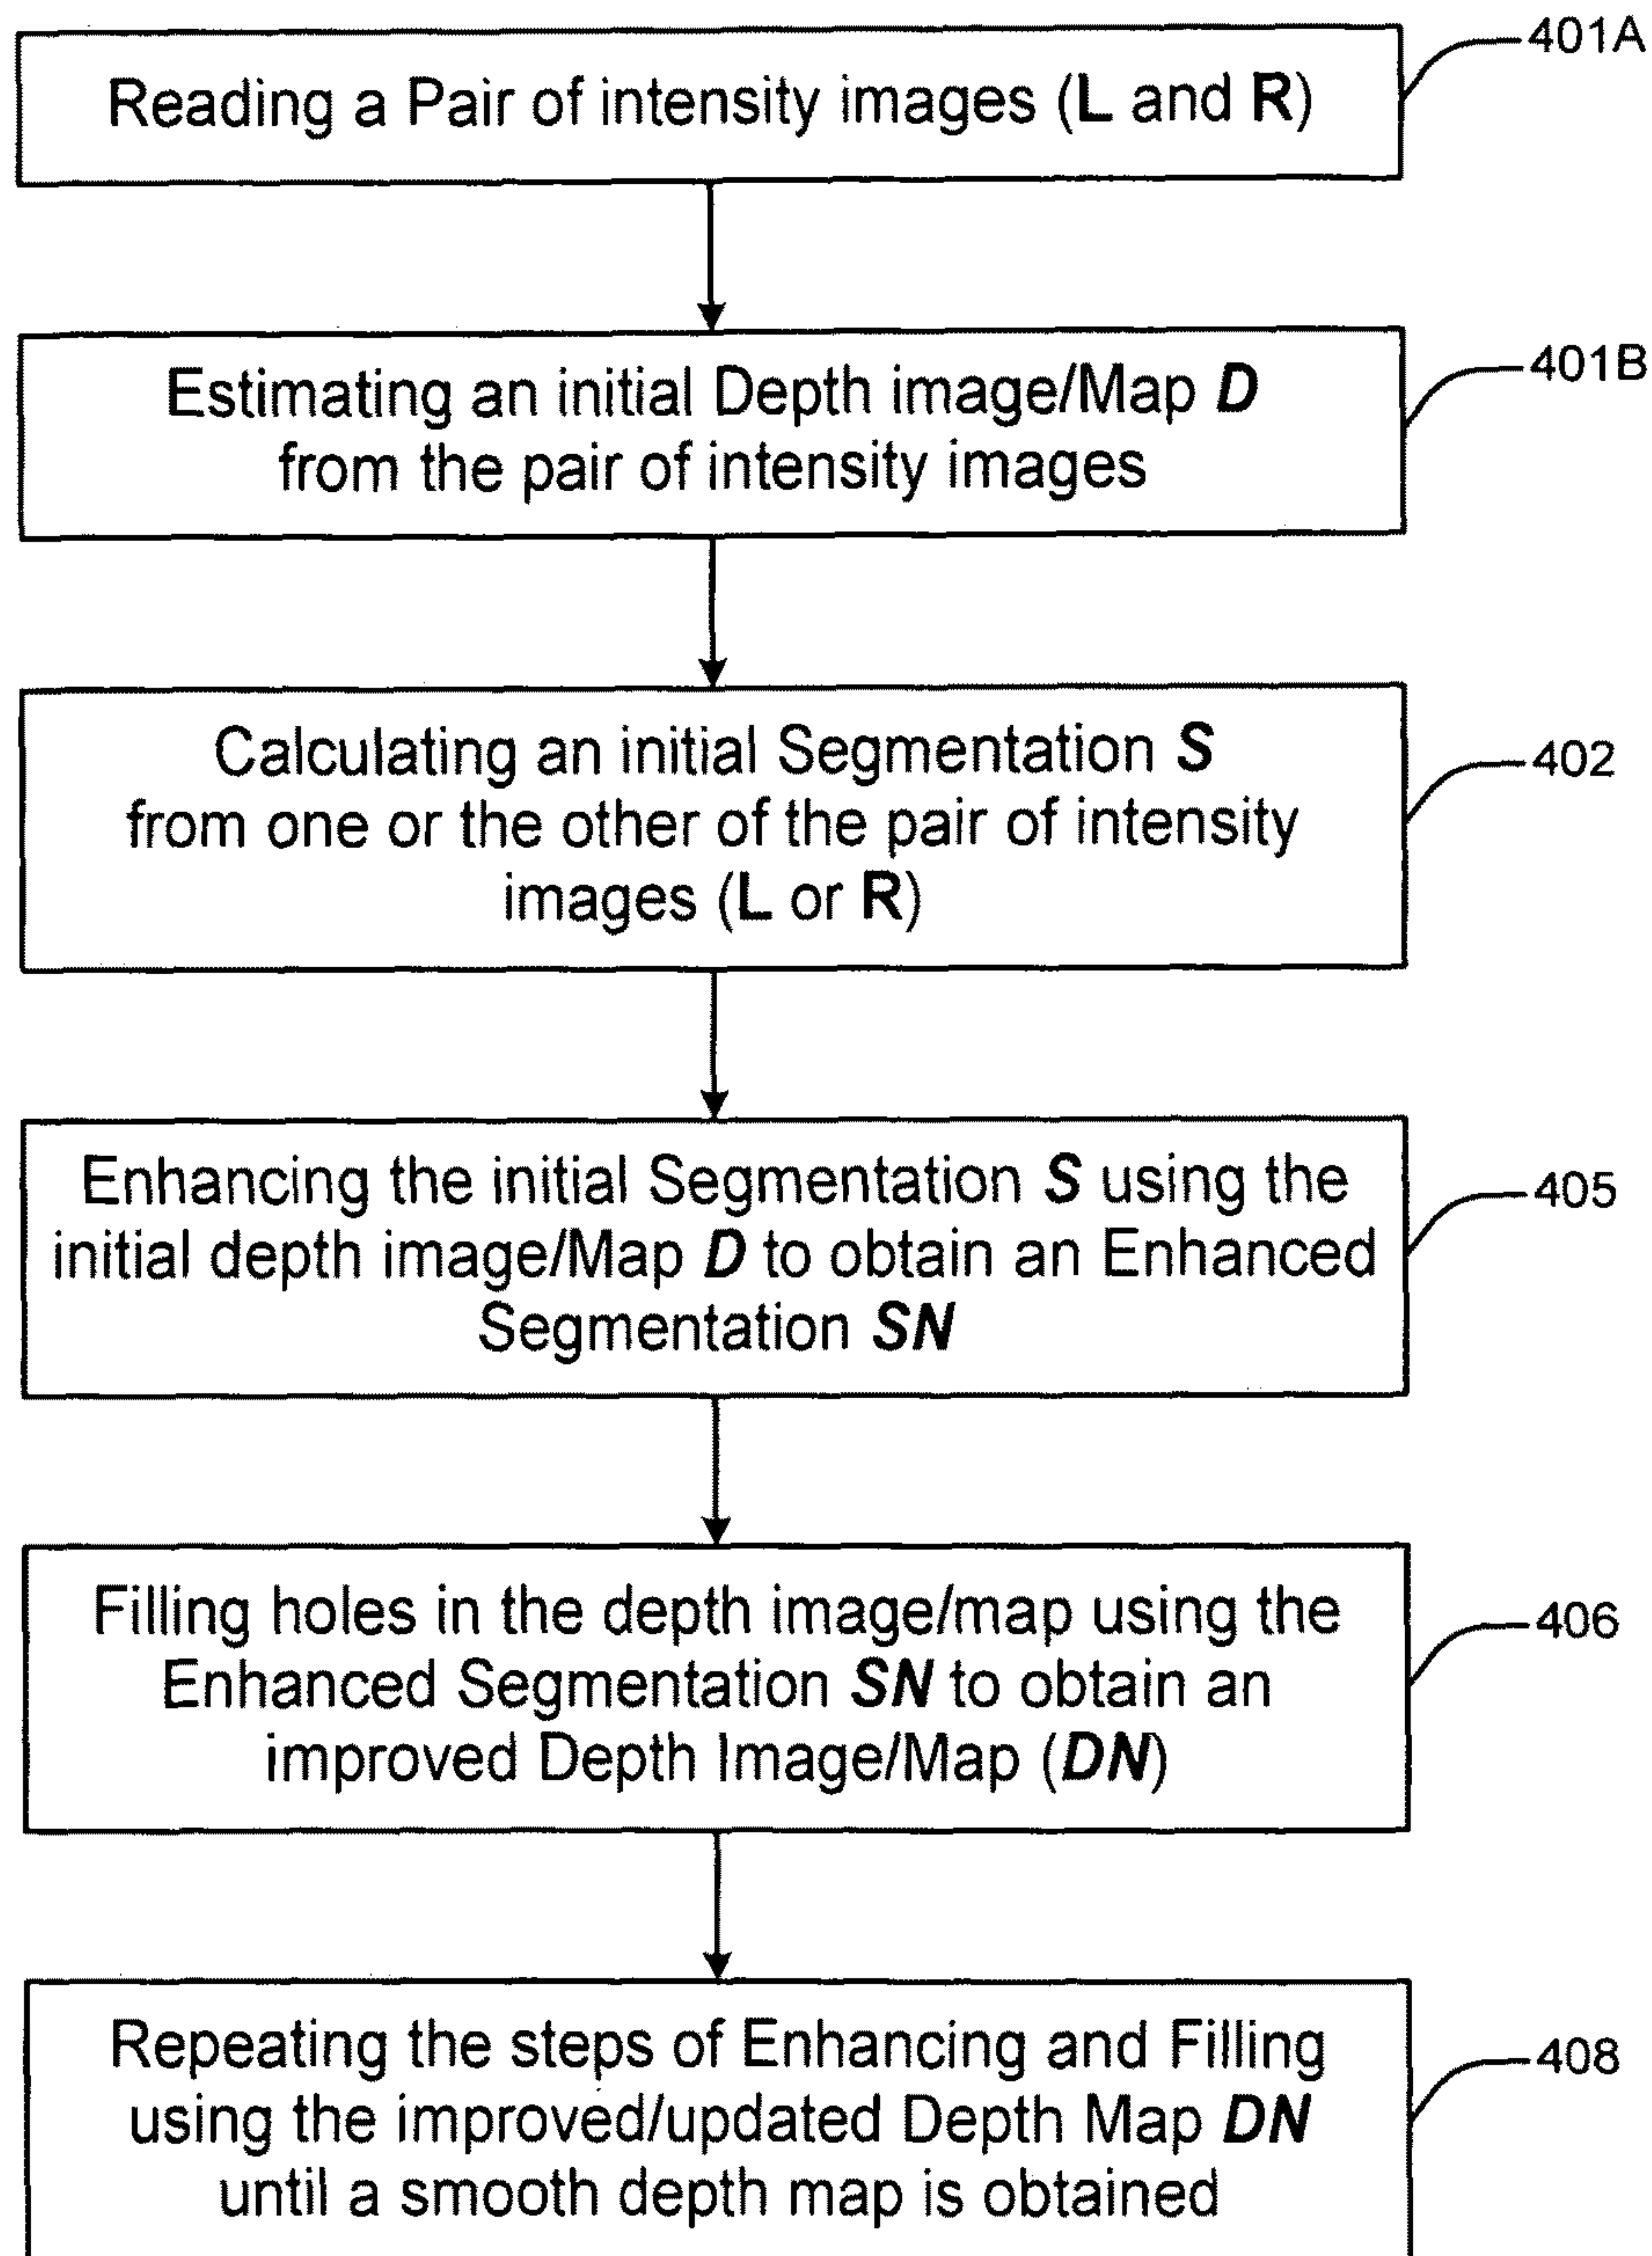 401A
Reading a Pair of intensity images (L and R)
401B
Estimating an initial Depth image/Map D
from the pair of intensity images
402
Calculating an initial Segmentation S
from one or the other of the pair of intensity
images (L or R)
405
Enhancing the initial Segmentation S using the
initial depth image/Map D to obtain an Enhanced
Segmentation SN
406
Filling holes in the depth image/map using the
Enhanced Segmentation SN to obtain an
improved Depth Image/Map (DN)
408
Repeating the steps of Enhancing and Filling
using the improved/updated Depth Map DN
until a smooth depth map is obtained